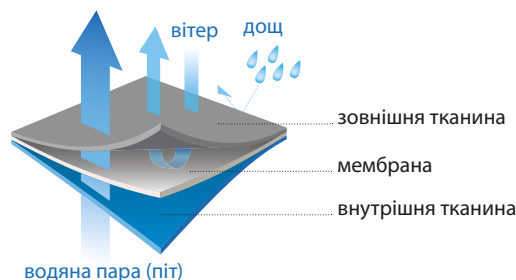 вітер
дощ
зовнішня тканина
мембрана
внутрішня тканина
водяна пара (піт)